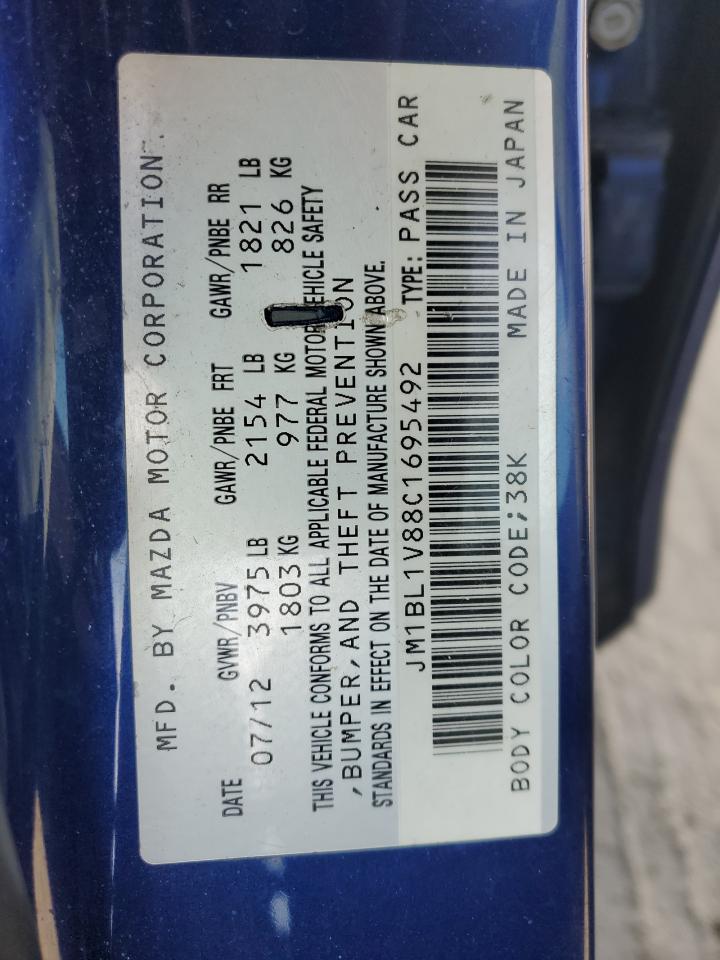 MFD. BY MAZDA MOTOR CORPORATION.
DATE GVWR/PNBV GAWR/PNBE FRT GAWR/PNBE RR
07/12 3975 LB 2154 LB 1821 LB
1803 KG 977 KG 826 KG
THIS VEHICLE CONFORMS TO ALL APPLICABLE FEDERAL MOTOR VEHICLE SAFETY
,BUMPER,AND THEFT PREVENTION
STANDARDS IN EFFECT ON THE DATE OF MANUFACTURE SHOWN ABOVE.
JM1BL1V88C1695492 TYPE: PASS CAR
BODY COLOR CODE;38K MADE IN JAPAN